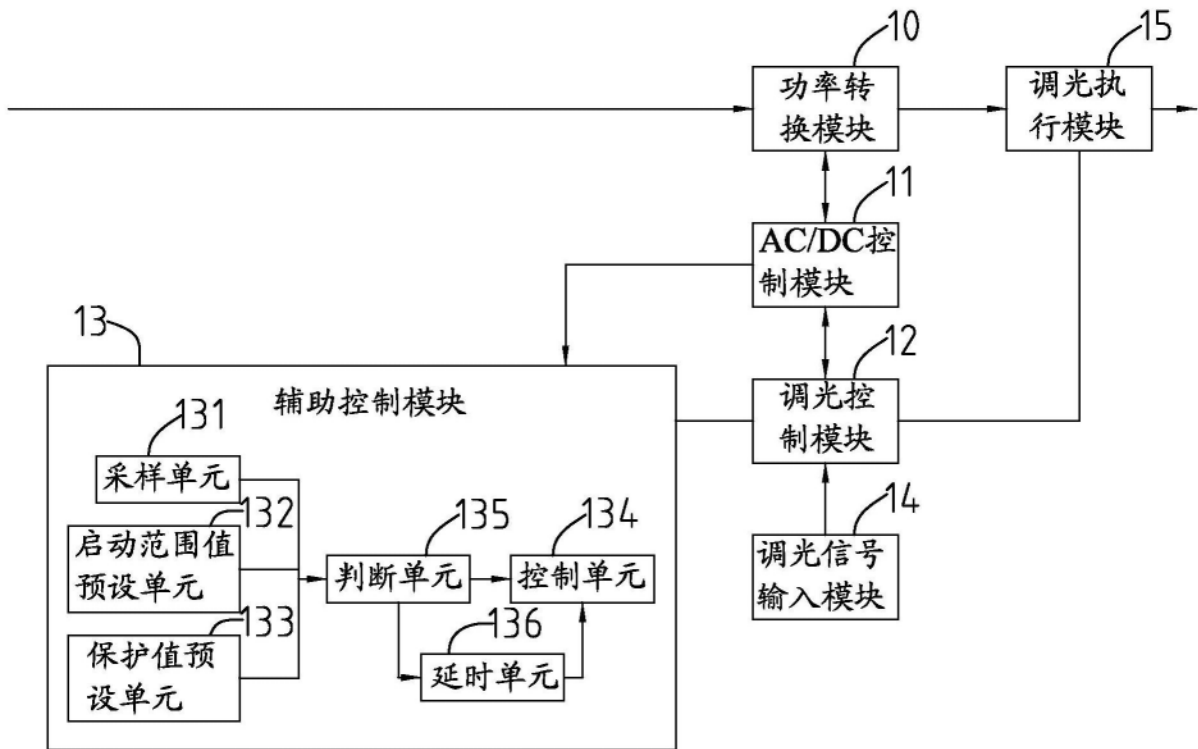 10
15
功率转
换模块
调光执
行模块
11
AC/DC控
制模块
13
12
辅助控制模块
调光控
制模块
131
采样单元
132
启动范围值
预设单元
135
134
14
判断单元
控制单元
调光信号
输入模块
133
保护值预
设单元
136
延时单元